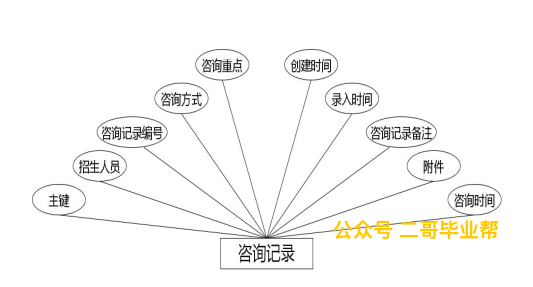 咨询重点
创建时间
咨询方式
录入时间
咨询记录编号
咨询记录备注
招生人员
附件
主键
咨询时间
公众号 二哥毕业帮
咨询记录